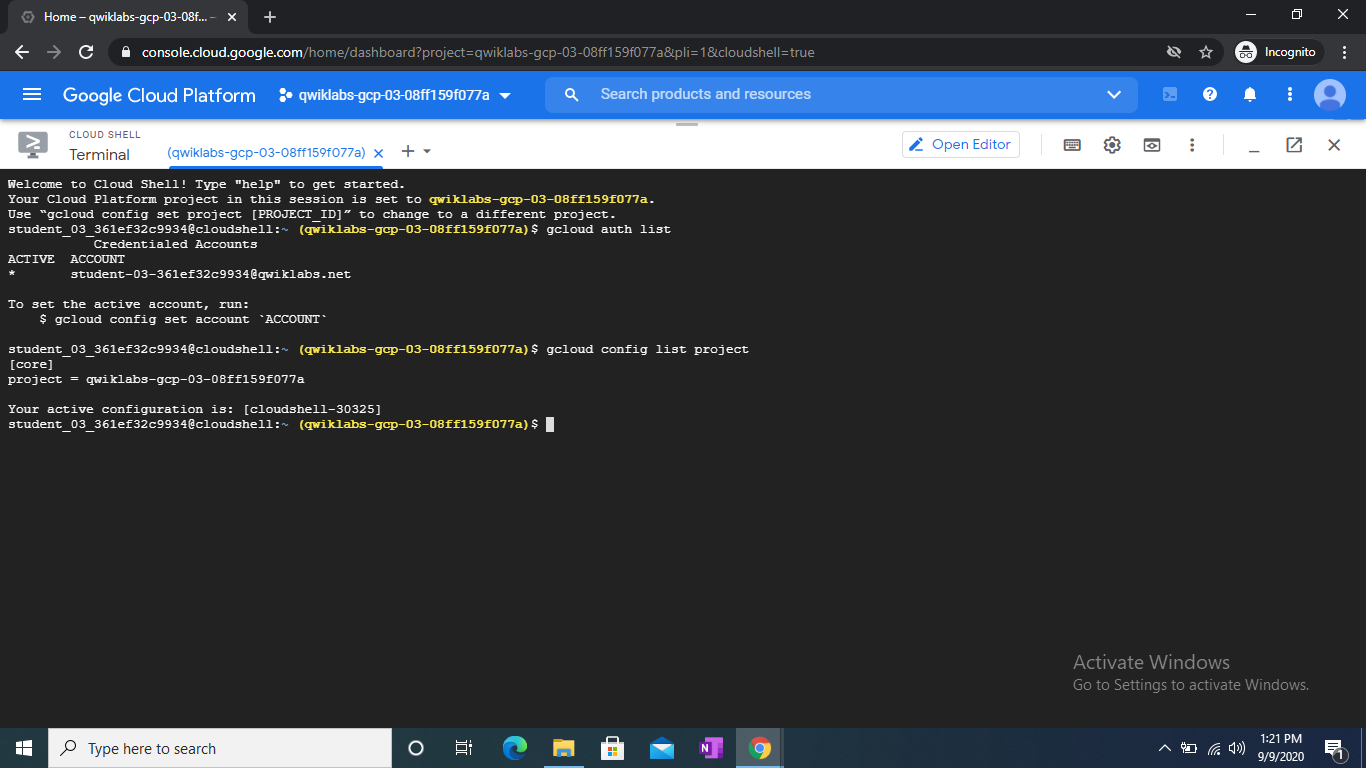 Home – qwiklabs-gcp-03-08f... –
console.cloud.google.com/home/dashboard?project=qwiklabs-gcp-03-08ff159f077a&pli=1&cloudshell=true
Incognito
Google Cloud Platform
qwiklabs-gcp-03-08ff159f077a
Search products and resources
CLOUD SHELL
Terminal
(qwiklabs-gcp-03-08ff159f077a)
Open Editor
Welcome to Cloud Shell! Type "help" to get started.
Your Cloud Platform project in this session is set to qwiklabs-gcp-03-08ff159f077a.
Use “gcloud config set project [PROJECT_ID]” to change to a different project.
student_03_361ef32c9934@cloudshell:~ (qwiklabs-gcp-03-08ff159f077a)$ gcloud auth list
Credentialed Accounts
ACTIVE ACCOUNT
* student-03-361ef32c9934@qwiklabs.net
To set the active account, run:
$ gcloud config set account `ACCOUNT`
student_03_361ef32c9934@cloudshell:~ (qwiklabs-gcp-03-08ff159f077a)$ gcloud config list project
[core]
project = qwiklabs-gcp-03-08ff159f077a
Your active configuration is: [cloudshell-30325]
student_03_361ef32c9934@cloudshell:~ (qwiklabs-gcp-03-08ff159f077a)$
Activate Windows
Go to Settings to activate Windows.
Type here to search
N
1:21 PM
9/9/2020
1